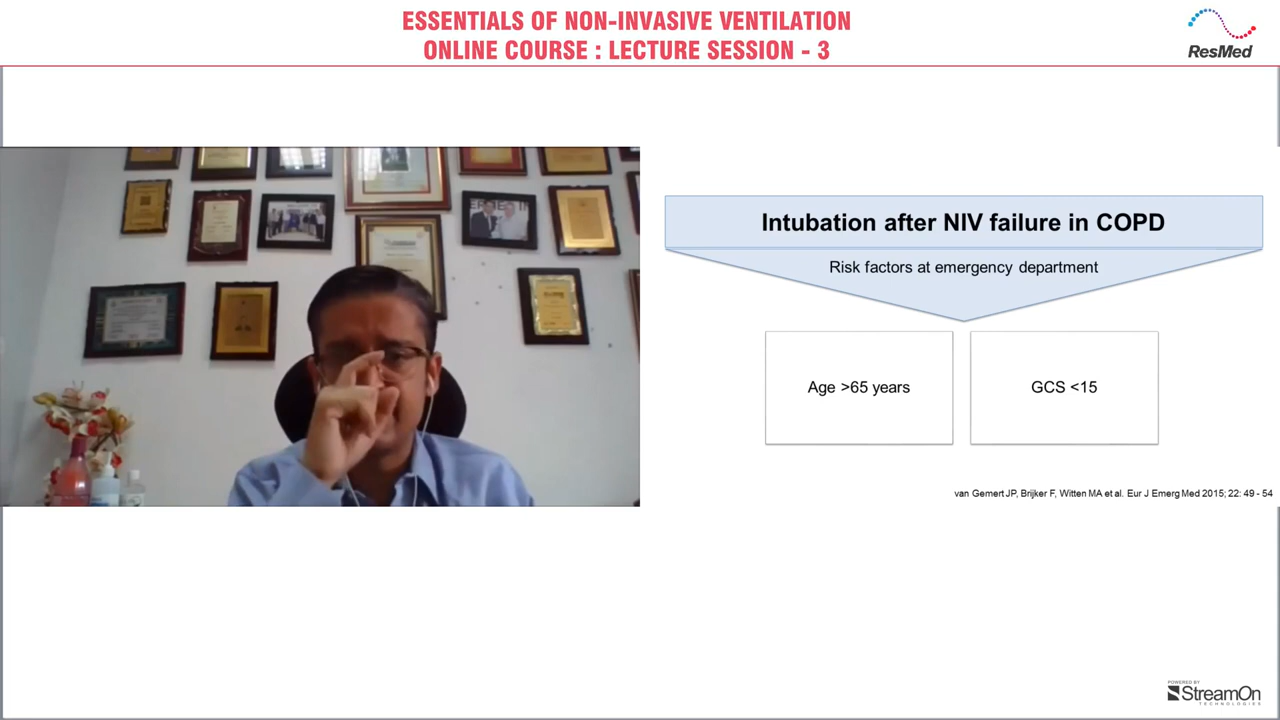 ESSENTIALS OF NON-INVASIVE VENTILATION
ONLINE COURSE : LECTURE SESSION - 3
ResMed
Intubation after NIV failure in COPD
Risk factors at emergency department
Age >65 years
GCS <15
van Gemert JP, Brijker F, Witten MA et al. Eur J Emerg Med 2015; 22: 49 - 54
POWERED BY
StreamOn
TECHNOLOGIES